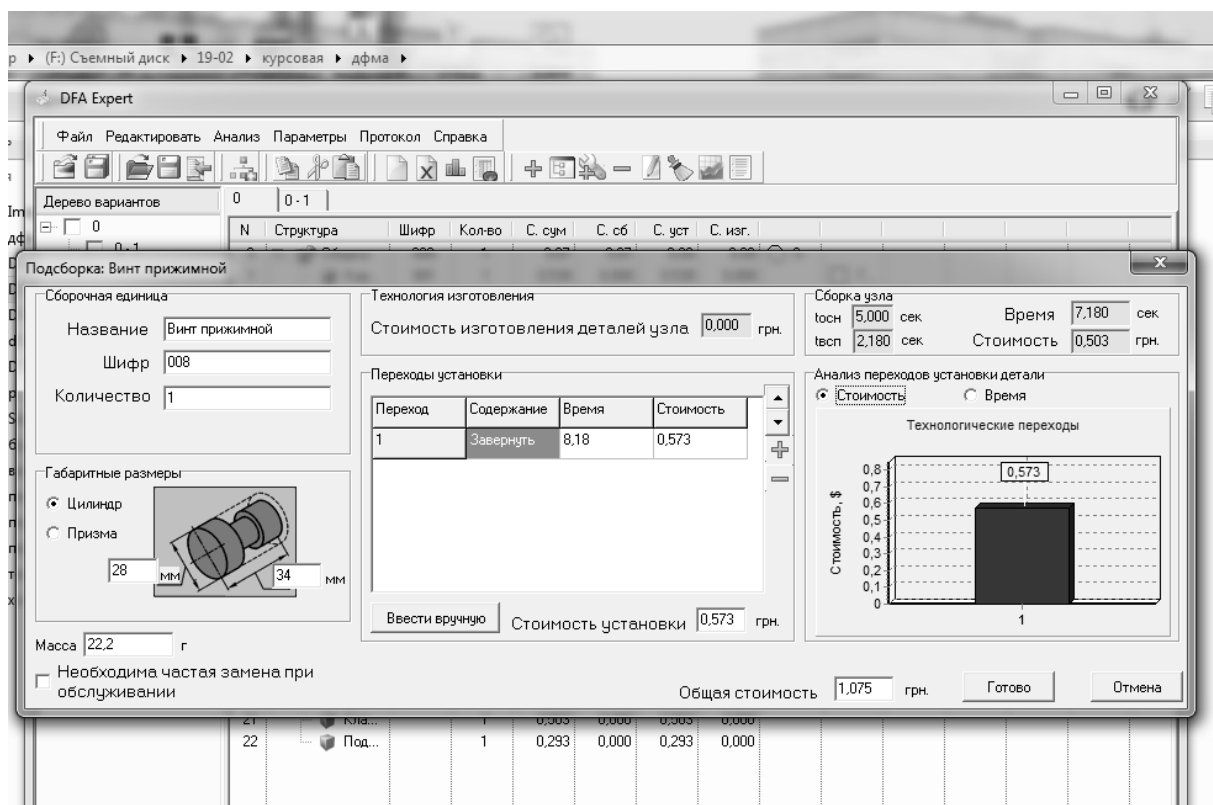 р ▸ (F:) Съемный диск ▸ 19-02 ▸ курсовая ▸ дфма ▸
DFA Expert
Файл Редактировать Анализ Параметры Протокол Справка
Дерево вариантов
0 0 - 1
0
0 - 1
N Структура Шифр Кол-во С. сум С. сб С. уст С. изг.
Подсборка: Винт прижимной
Сборочная единица
Название Винт прижимной
Шифр 008
Количество 1
Габаритные размеры
Цилиндр
Призма
28 мм 34 мм
Масса 22,2 г
Необходима частая замена при
обслуживании
Технология изготовления
Стоимость изготовления деталей узла 0,000 грн.
Переходы установки
Переход Содержание Время Стоимость
1 Завернуть 8,18 0,573
Ввести вручную Стоимость установки 0,573 грн.
Сборка узла
tосн 5,000 сек Время 7,180 сек
tвсп 2,180 сек Стоимость 0,503 грн.
Анализ переходов установки детали
Стоимость Время
Технологические переходы
Стоимость, $
0,8
0,7
0,6
0,5
0,4
0,3
0,2
0,1
0
0,573
1
Общая стоимость 1,075 грн. Готово Отмена
21 Кла... 1 0,503 0,000 0,503 0,000
22 Под... 1 0,293 0,000 0,293 0,000